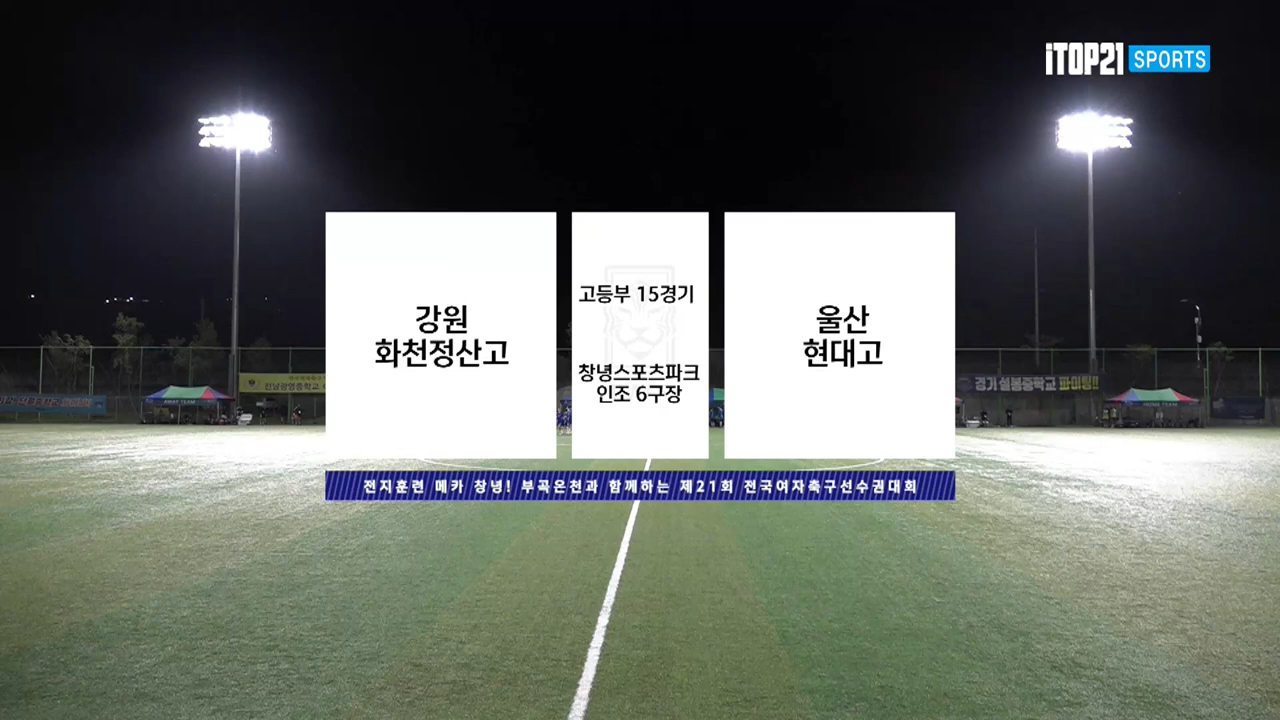 iTOP21 SPORTS
강원
화천정산고
고등부 15경기
창녕스포츠파크
인조 6구장
울산
현대고
경기설봉중학교 파이팅!!
전지훈련 메카 창녕! 부곡온천과 함께하는 제21회 전국여자축구선수권대회